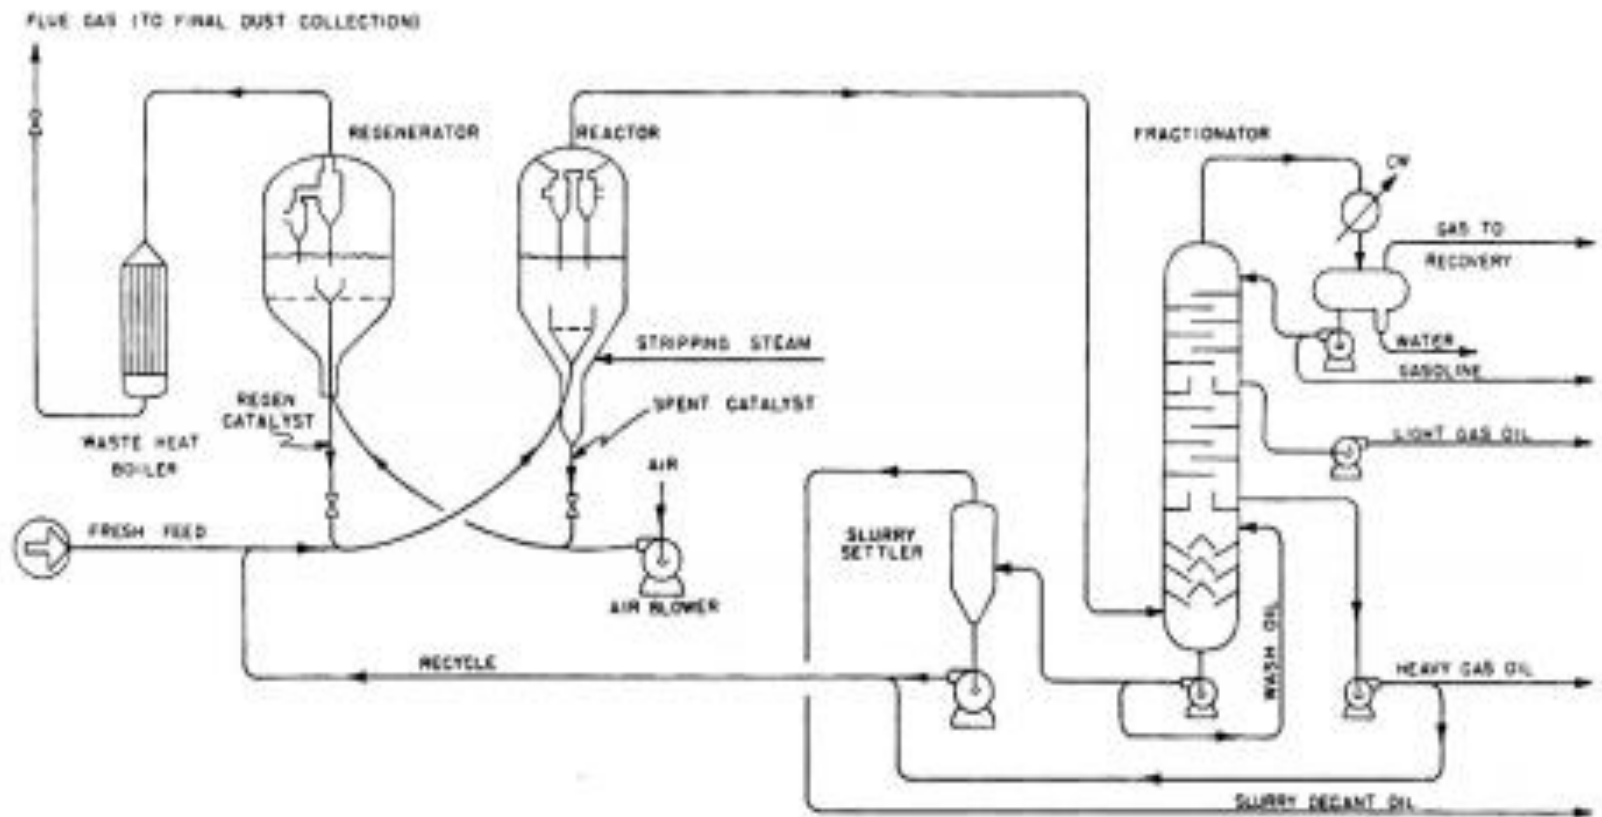 FLUE GAS (TO FINAL DUST COLLECTION)
REGENERATOR
REACTOR
FRACTIONATOR
CW
GAS TO
RECOVERY
WATER
GASOLINE
STRIPPING STEAM
REGEN
CATALYST
SPENT CATALYST
WASTE HEAT
BOILER
LIGHT GAS OIL
AIR
FRESH FEED
SLURRY
SETTLER
AIR BLOWER
WASH OIL
RECYCLE
HEAVY GAS OIL
SLURRY DECANT OIL